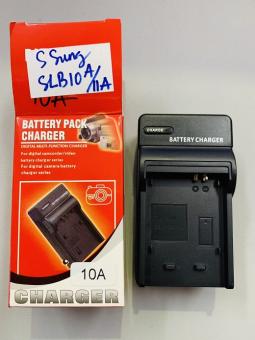 SSung
SLB10A/11A
10A
BATTERY PACK
CHARGER
DIGITAL MULTI-FUNCTION CHARGER
For digital camcorder/video
battery charger series
For digital camera/battery
charger series
10A
CHARGER
CHARGE
BATTERY CHARGER